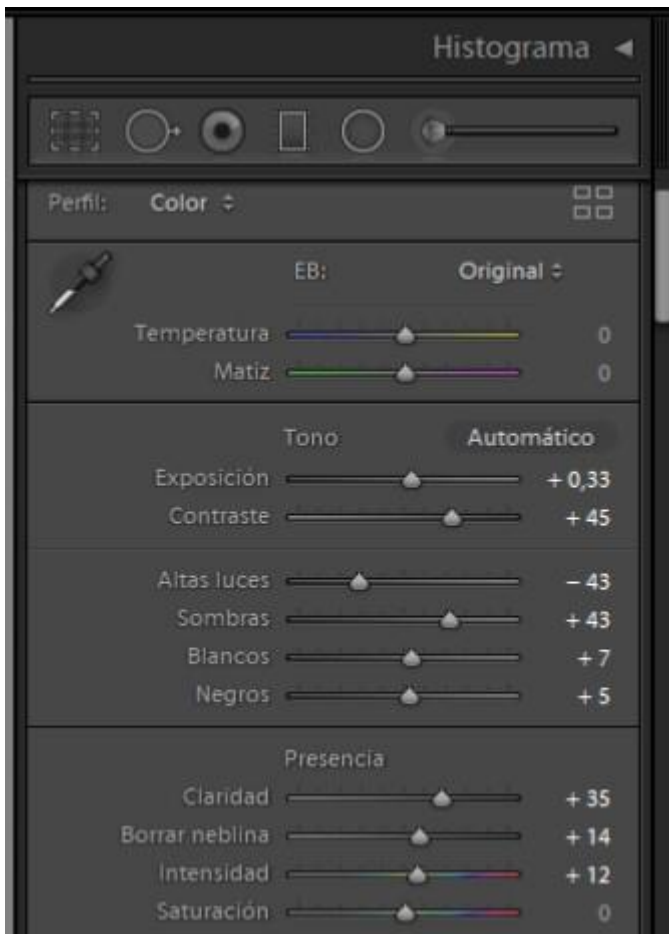 Histograma
Perfil: Color
EB: Original
Temperatura 0
Matiz 0
Tono Automático
Exposición + 0,33
Contraste + 45
Altas luces – 43
Sombras + 43
Blancos + 7
Negros + 5
Presencia
Claridad + 35
Borrar neblina + 14
Intensidad + 12
Saturación 0